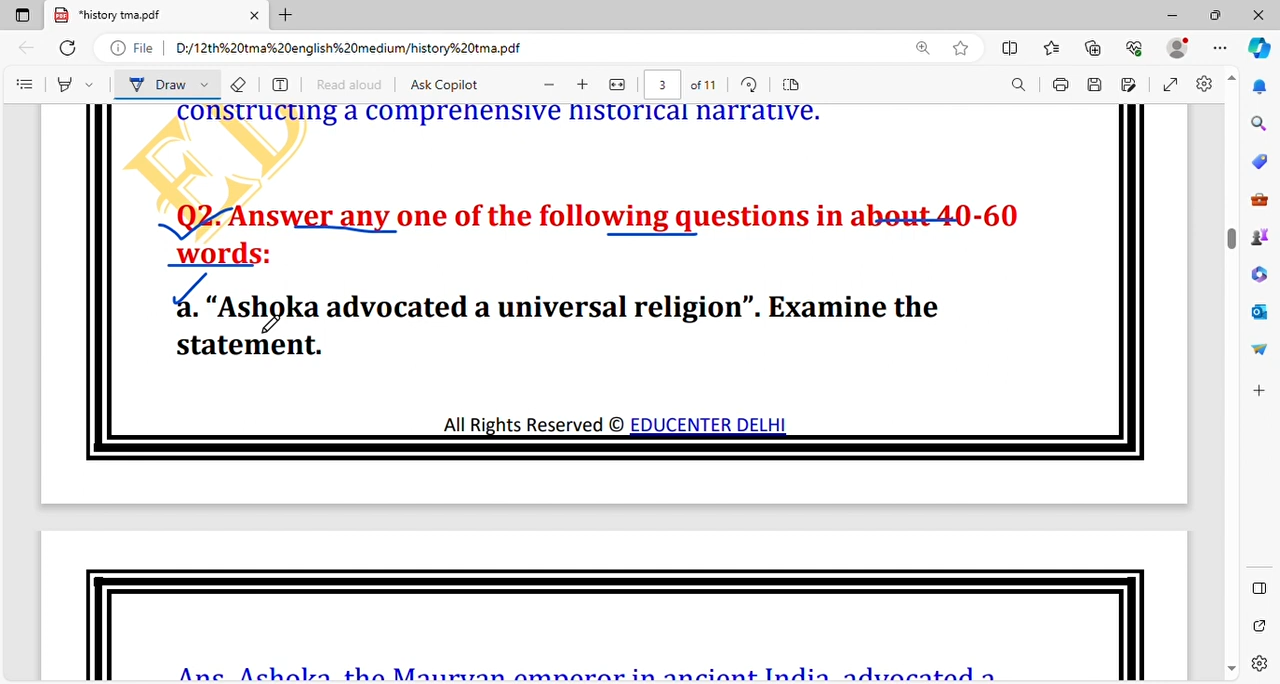 *history tma.pdf
File D:/12th%20tma%20english%20medium/history%20tma.pdf
Draw Read aloud Ask Copilot 3 of 11
constructing a comprehensive historical narrative.
ED
Q2. Answer any one of the following questions in about 40-60
words:
a. “Ashoka advocated a universal religion”. Examine the
statement.
All Rights Reserved © EDUCENTER DELHI
Ans. Ashoka, the Mauryan emperor in ancient India, advocated a